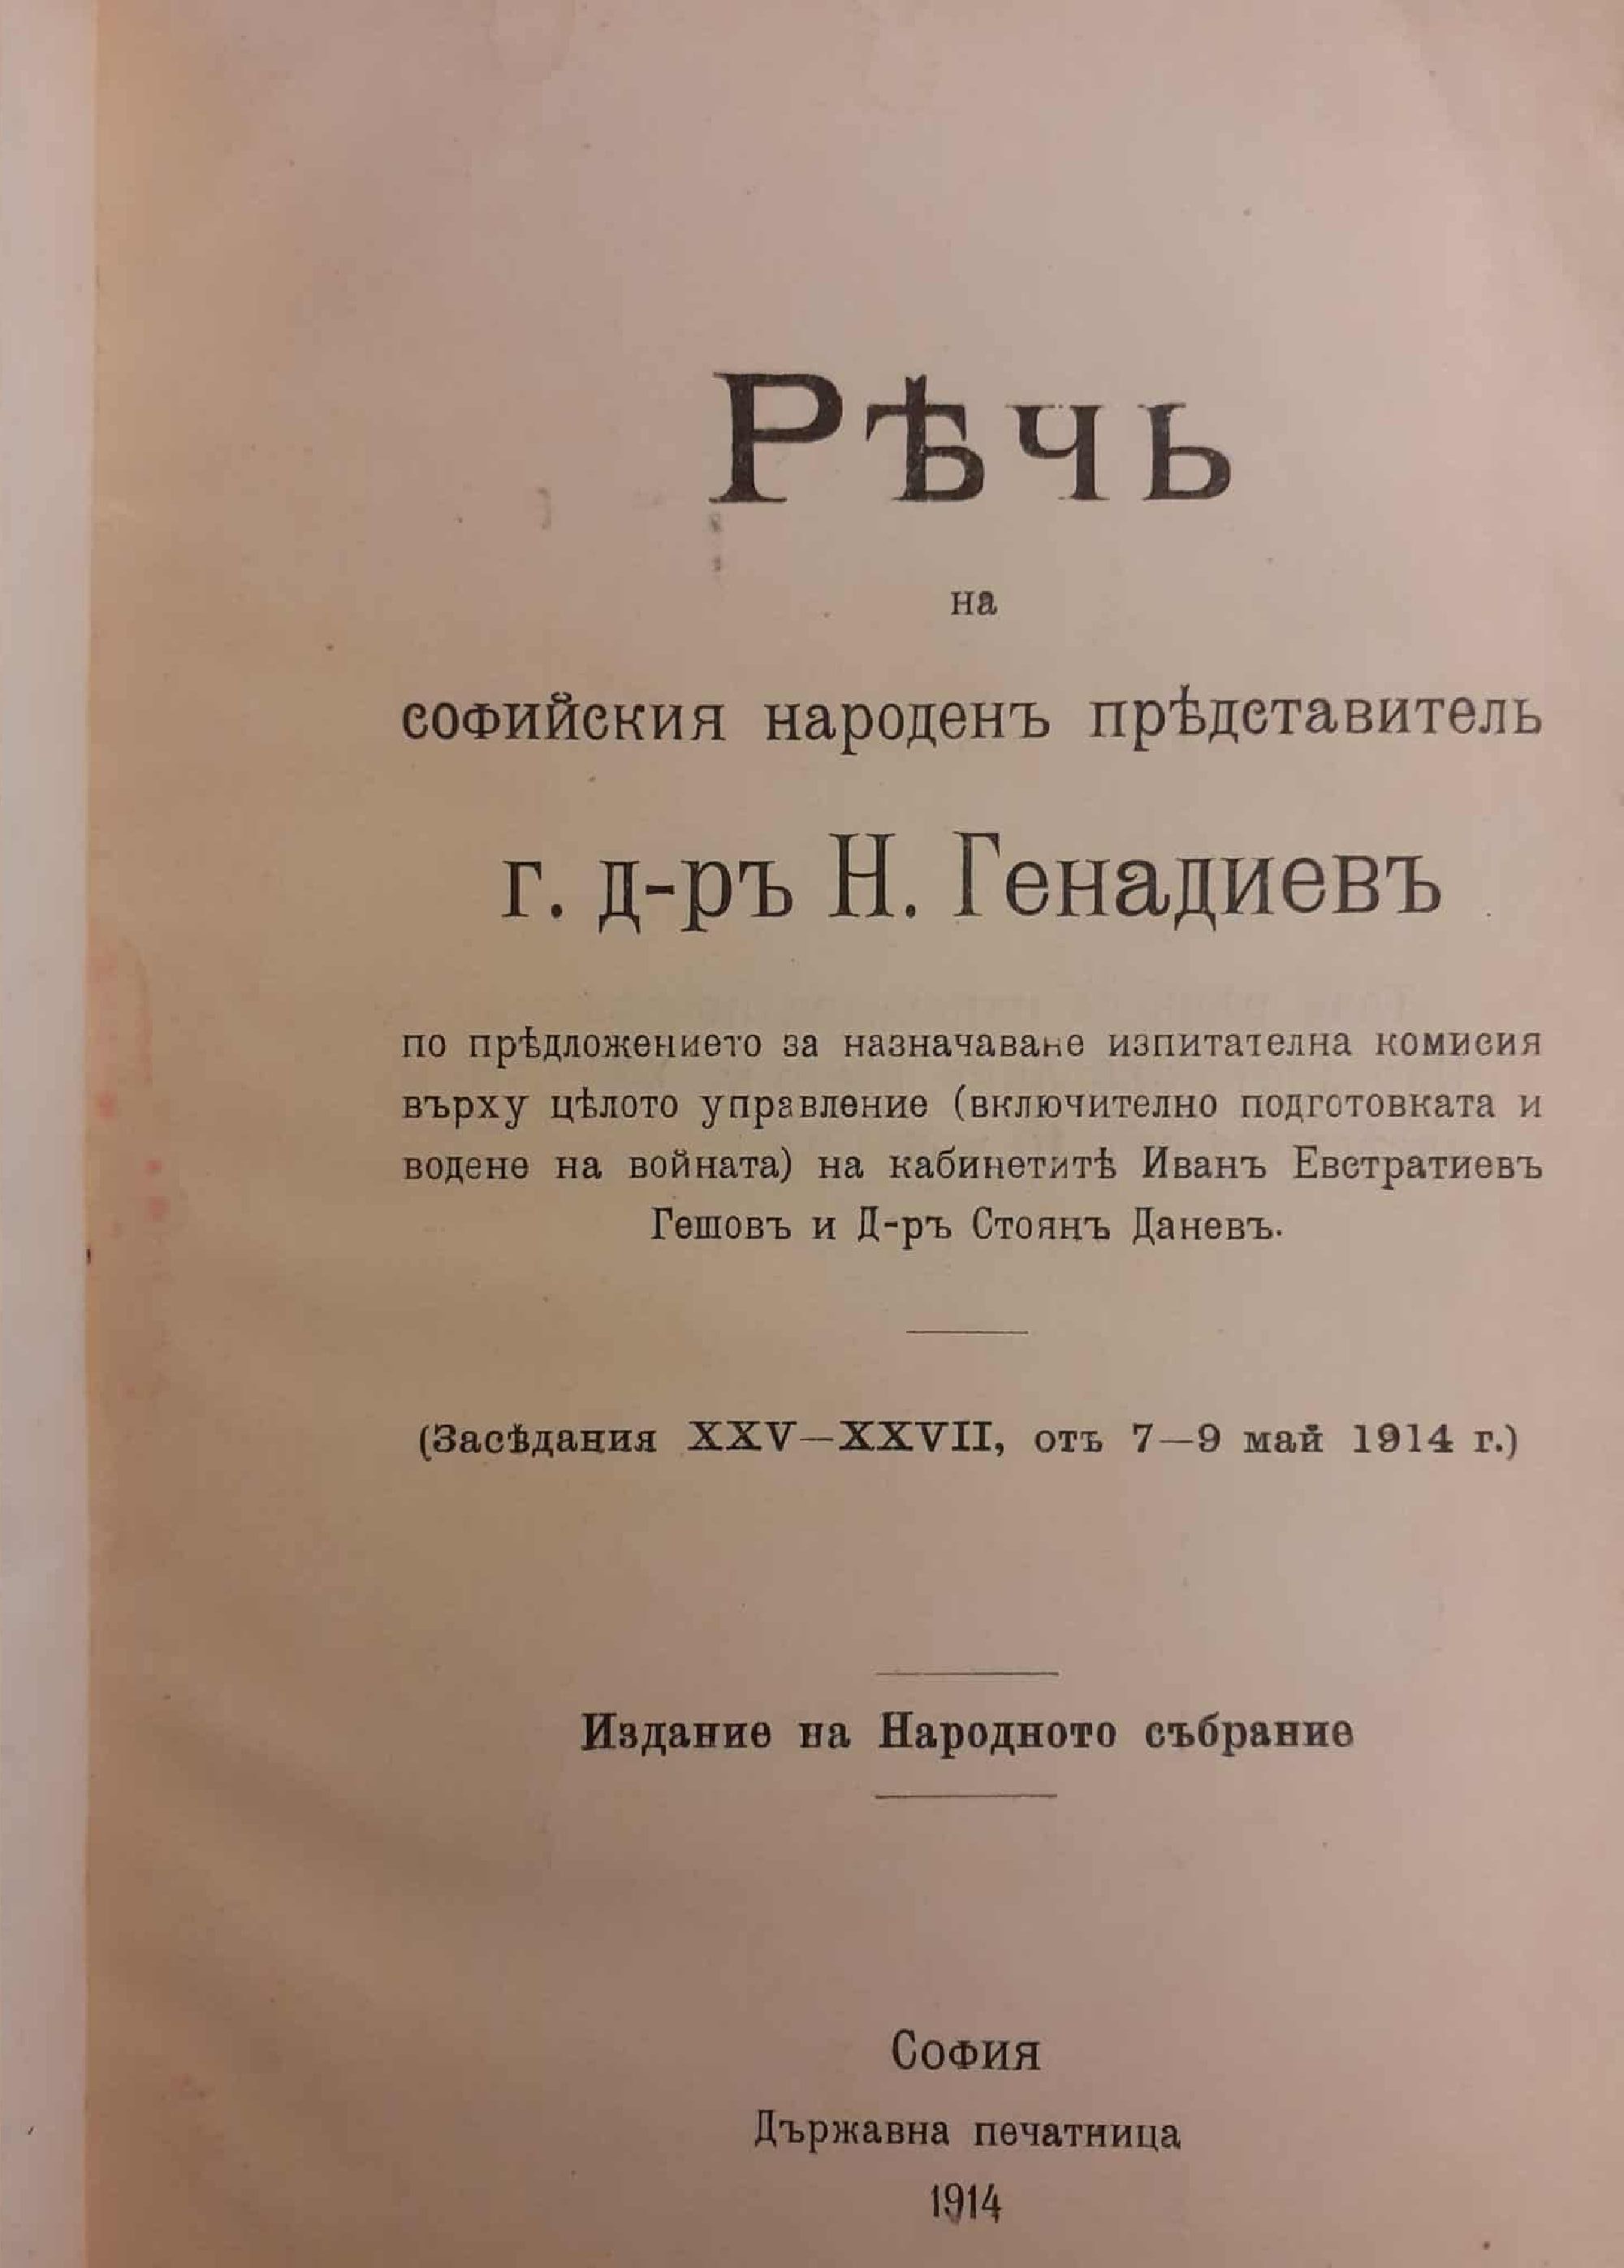 Рѣчь
на
софийския народенъ прѣдставитель
г. д-ръ Н. Генадиевъ
по прѣдложението за назначаване изпитателна комисия
върху цѣлото управление (включително подготовката и
водене на войната) на кабинетитѣ Иванъ Евстратиевъ
Гешовъ и Д-ръ Стоянъ Даневъ.
(Засѣдания XXV—XXVII, отъ 7—9 май 1914 г.)
Издание на Народното събрание
София
Държавна печатница
1914